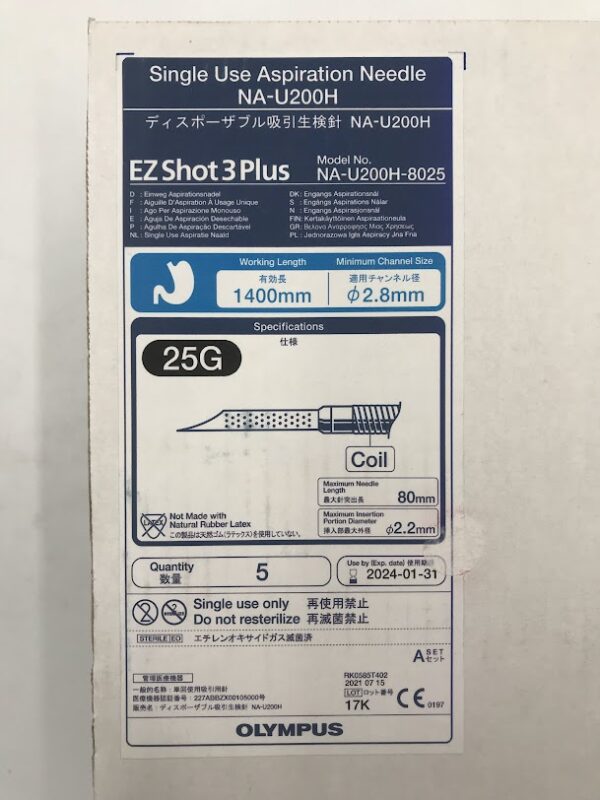 Single Use Aspiration Needle
NA-U200H
ディスポーザブル吸引生検針 NA-U200H
EZ Shot 3 Plus
Model No.
NA-U200H-8025
D : Einweg Aspirationsnadel
F : Aiguille D'Aspiration À Usage Unique
I : Ago Per Aspirazione Monouso
E : Aguja De Aspiración Desechable
P : Agulha De Aspiração Descartável
NL : Single Use Aspiratie Naald
DK : Engangs Aspirationsnål
S : Engångs Aspirations Nålar
N : Engangs Aspirasjonsnål
FIN : Kertakäyttöinen Aspiraationeula
GR : Βελονα Αναρροφησης Μιας Χρησεως
PL : Jednorazowa Igła Aspiracy Jna Fna
Working Length
有効長
1400mm
Minimum Channel Size
適用チャンネル径
φ2.8mm
Specifications
仕様
25G
Coil
Maximum Needle
Length
最大針突出長
80mm
Maximum Insertion
Portion Diameter
挿入部最大外径
φ2.2mm
LATEX
Not Made with
Natural Rubber Latex
この製品は天然ゴム(ラテックス)を使用していない。
Quantity
数量
5
Use by (Exp. date) 使用期
2024-01-31
2
Single use only 再使用禁止
Do not resterilize 再滅菌禁止
STERILE EO エチレンオキサイドガス滅菌済
A SET
セット
管理医療機器
一般的名称:単回使用吸引用針
医療機器認証番号:227ADBZX00105000号
販売名:ディスポーザブル吸引生検針 NA-U200H
RK0585T402
2021 07 15
LOT ロット番号
17K
CE 0197
OLYMPUS